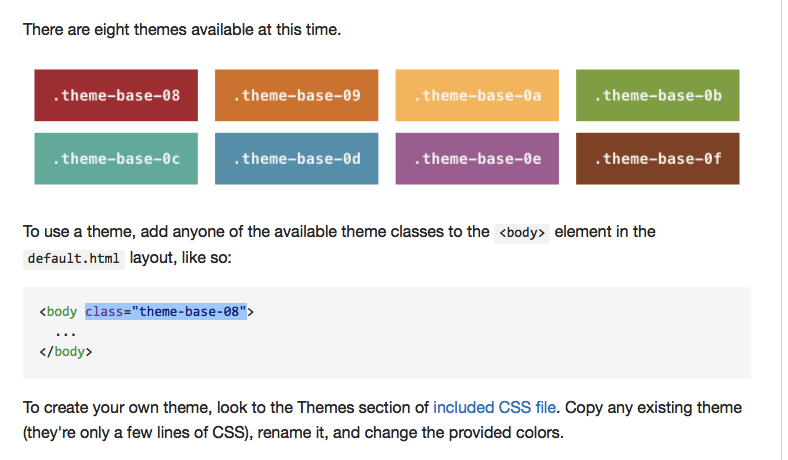 There are eight themes available at this time.
.theme-base-08 .theme-base-09 .theme-base-0a .theme-base-0b
.theme-base-0c .theme-base-0d .theme-base-0e .theme-base-0f
To use a theme, add anyone of the available theme classes to the <body> element in the
default.html layout, like so:
<body class="theme-base-08">
...
</body>
To create your own theme, look to the Themes section of included CSS file. Copy any existing theme
(they're only a few lines of CSS), rename it, and change the provided colors.